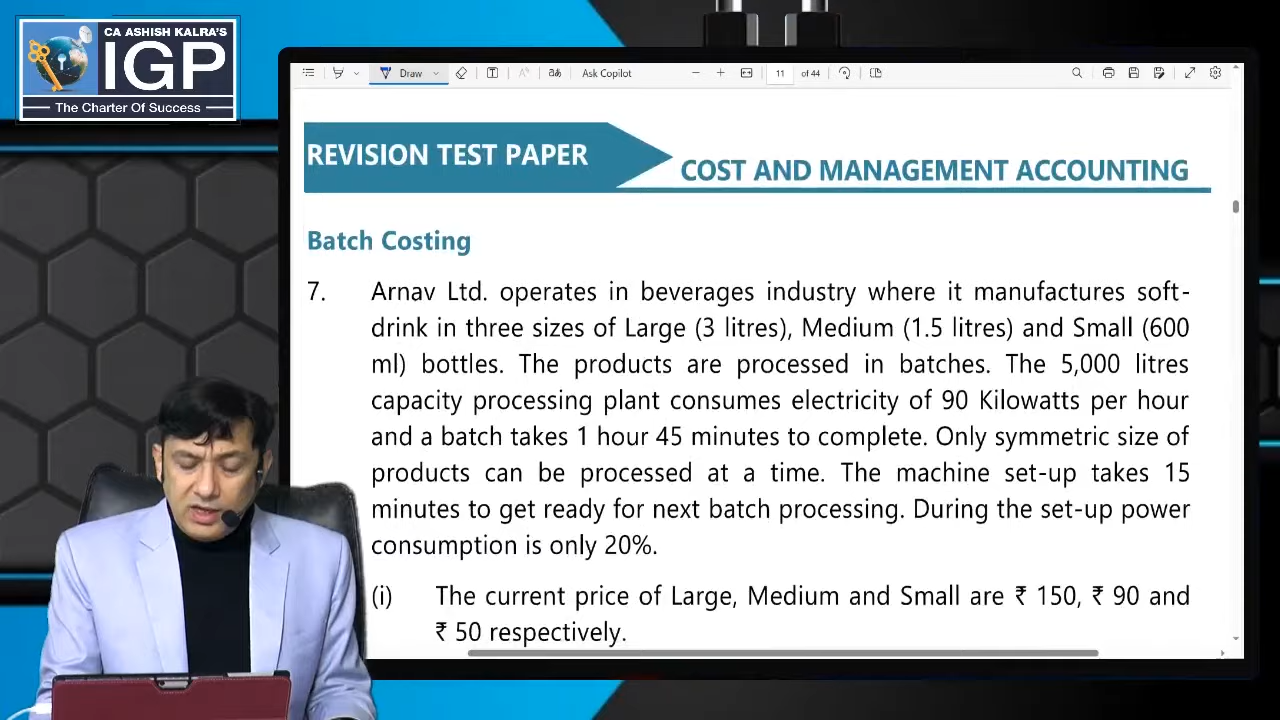 CA ASHISH KALRA'S
IGP
The Charter Of Success
Draw
Ask Copilot
11 of 44
REVISION TEST PAPER
COST AND MANAGEMENT ACCOUNTING
Batch Costing
7. Arnav Ltd. operates in beverages industry where it manufactures soft-
drink in three sizes of Large (3 litres), Medium (1.5 litres) and Small (600
ml) bottles. The products are processed in batches. The 5,000 litres
capacity processing plant consumes electricity of 90 Kilowatts per hour
and a batch takes 1 hour 45 minutes to complete. Only symmetric size of
products can be processed at a time. The machine set-up takes 15
minutes to get ready for next batch processing. During the set-up power
consumption is only 20%.
(i) The current price of Large, Medium and Small are ₹ 150, ₹ 90 and
₹ 50 respectively.